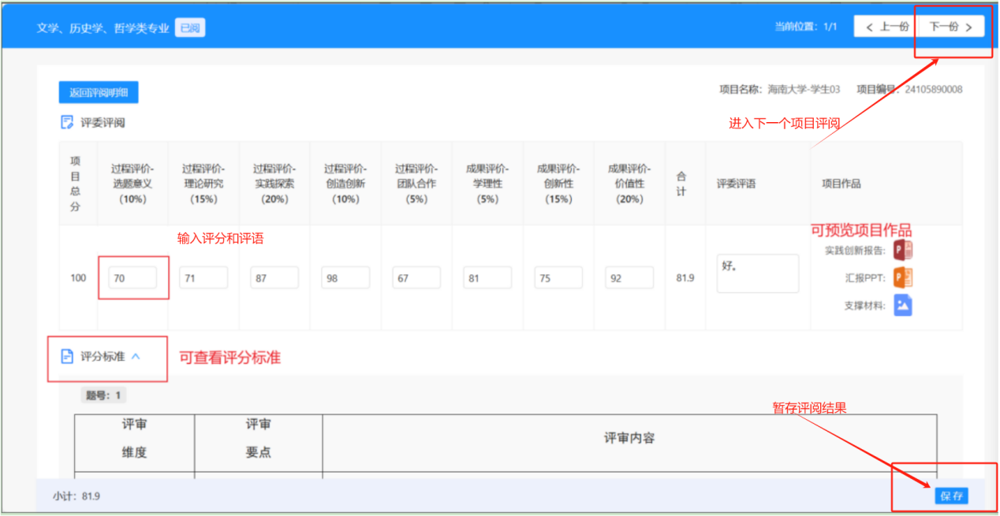 文学、历史学、哲学类专业 已阅 当前位置：1/1 < 上一份 下一份 >
返回评阅明细 项目名称：海南大学-学生03 项目编号：24105890008
评委评阅 进入下一个项目评阅
项
目
总
分
过程评价-
选题意义
(10%)
过程评价-
理论研究
(15%)
过程评价-
实践探索
(20%)
过程评价-
创造创新
(10%)
过程评价-
团队合作
(5%)
成果评价-
学理性
(5%)
成果评价-
创新性
(15%)
成果评价-
价值性
(20%)
合
计
评委评语
项目作品
输入评分和评语
可预览项目作品
100 70 71 87 98 67 81 75 92 81.9 好。
实践创新报告:
汇报PPT:
支撑材料:
评分标准 可查看评分标准
题号：1
暂存评阅结果
评审
维度
评审
要点
评审内容
小计：81.9 保存